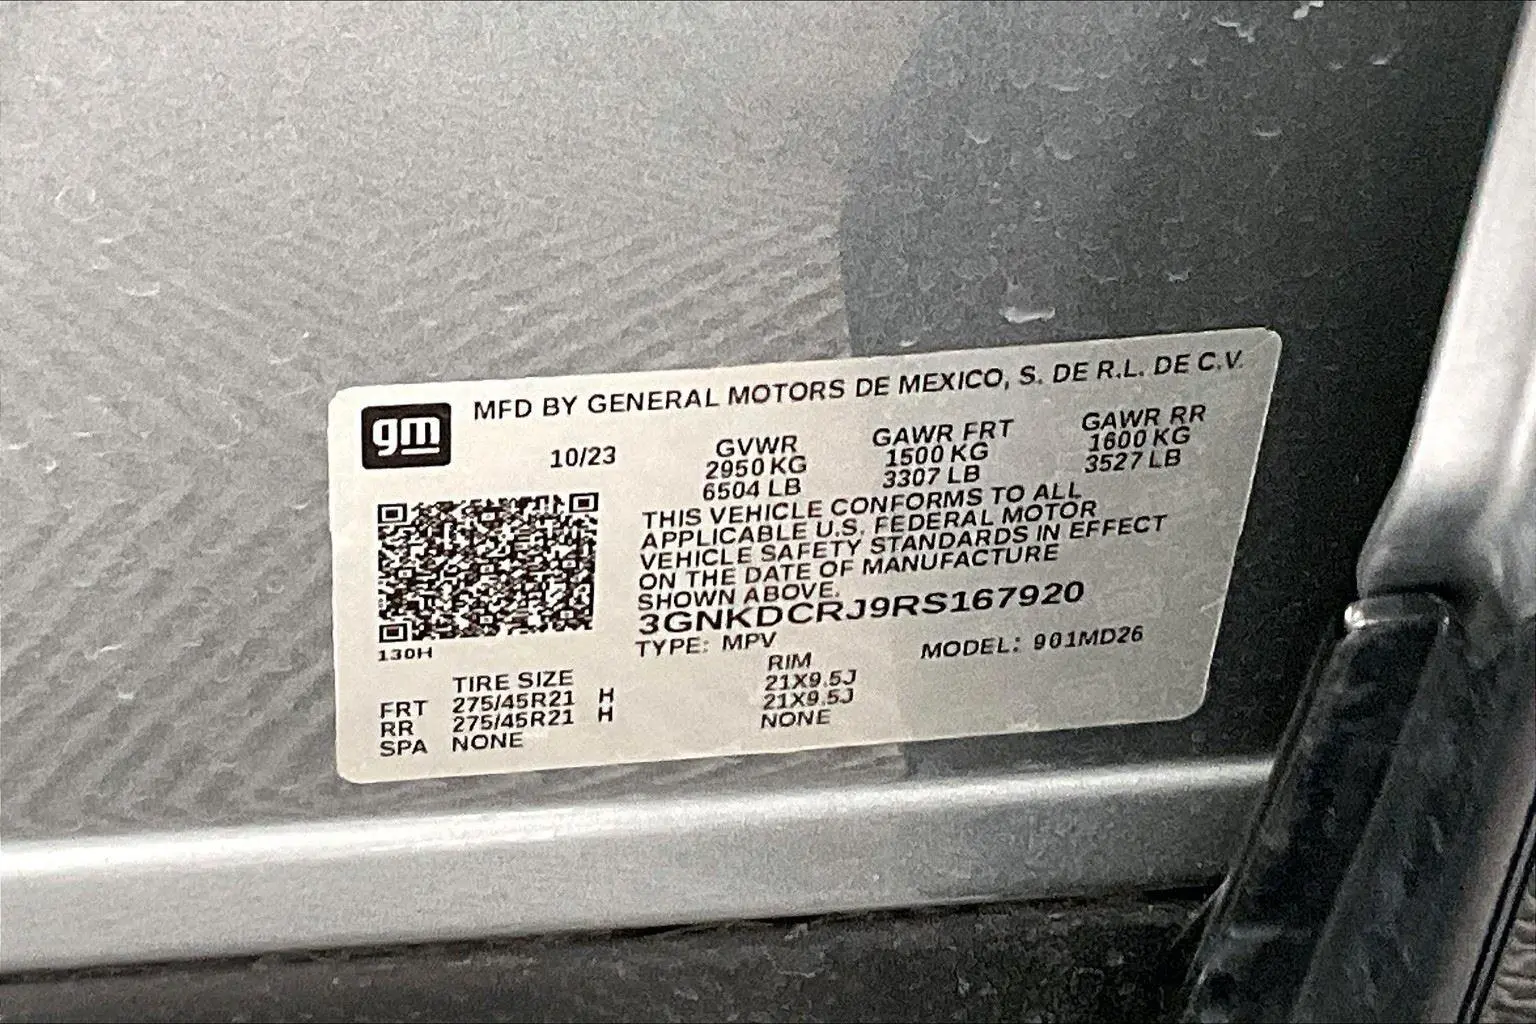 gm
MFD BY GENERAL MOTORS DE MEXICO, S. DE R.L. DE C.V.
10/23
GVWR GAWR FRT GAWR RR
2950 KG 1500 KG 1600 KG
6504 LB 3307 LB 3527 LB
THIS VEHICLE CONFORMS TO ALL
APPLICABLE U.S. FEDERAL MOTOR
VEHICLE SAFETY STANDARDS IN EFFECT
ON THE DATE OF MANUFACTURE
SHOWN ABOVE.
3GNKDCRJ9RS167920
130H
TYPE: MPV MODEL: 901MD26
TIRE SIZE RIM
FRT 275/45R21 H 21X9.5J
RR 275/45R21 H 21X9.5J
SPA NONE NONE